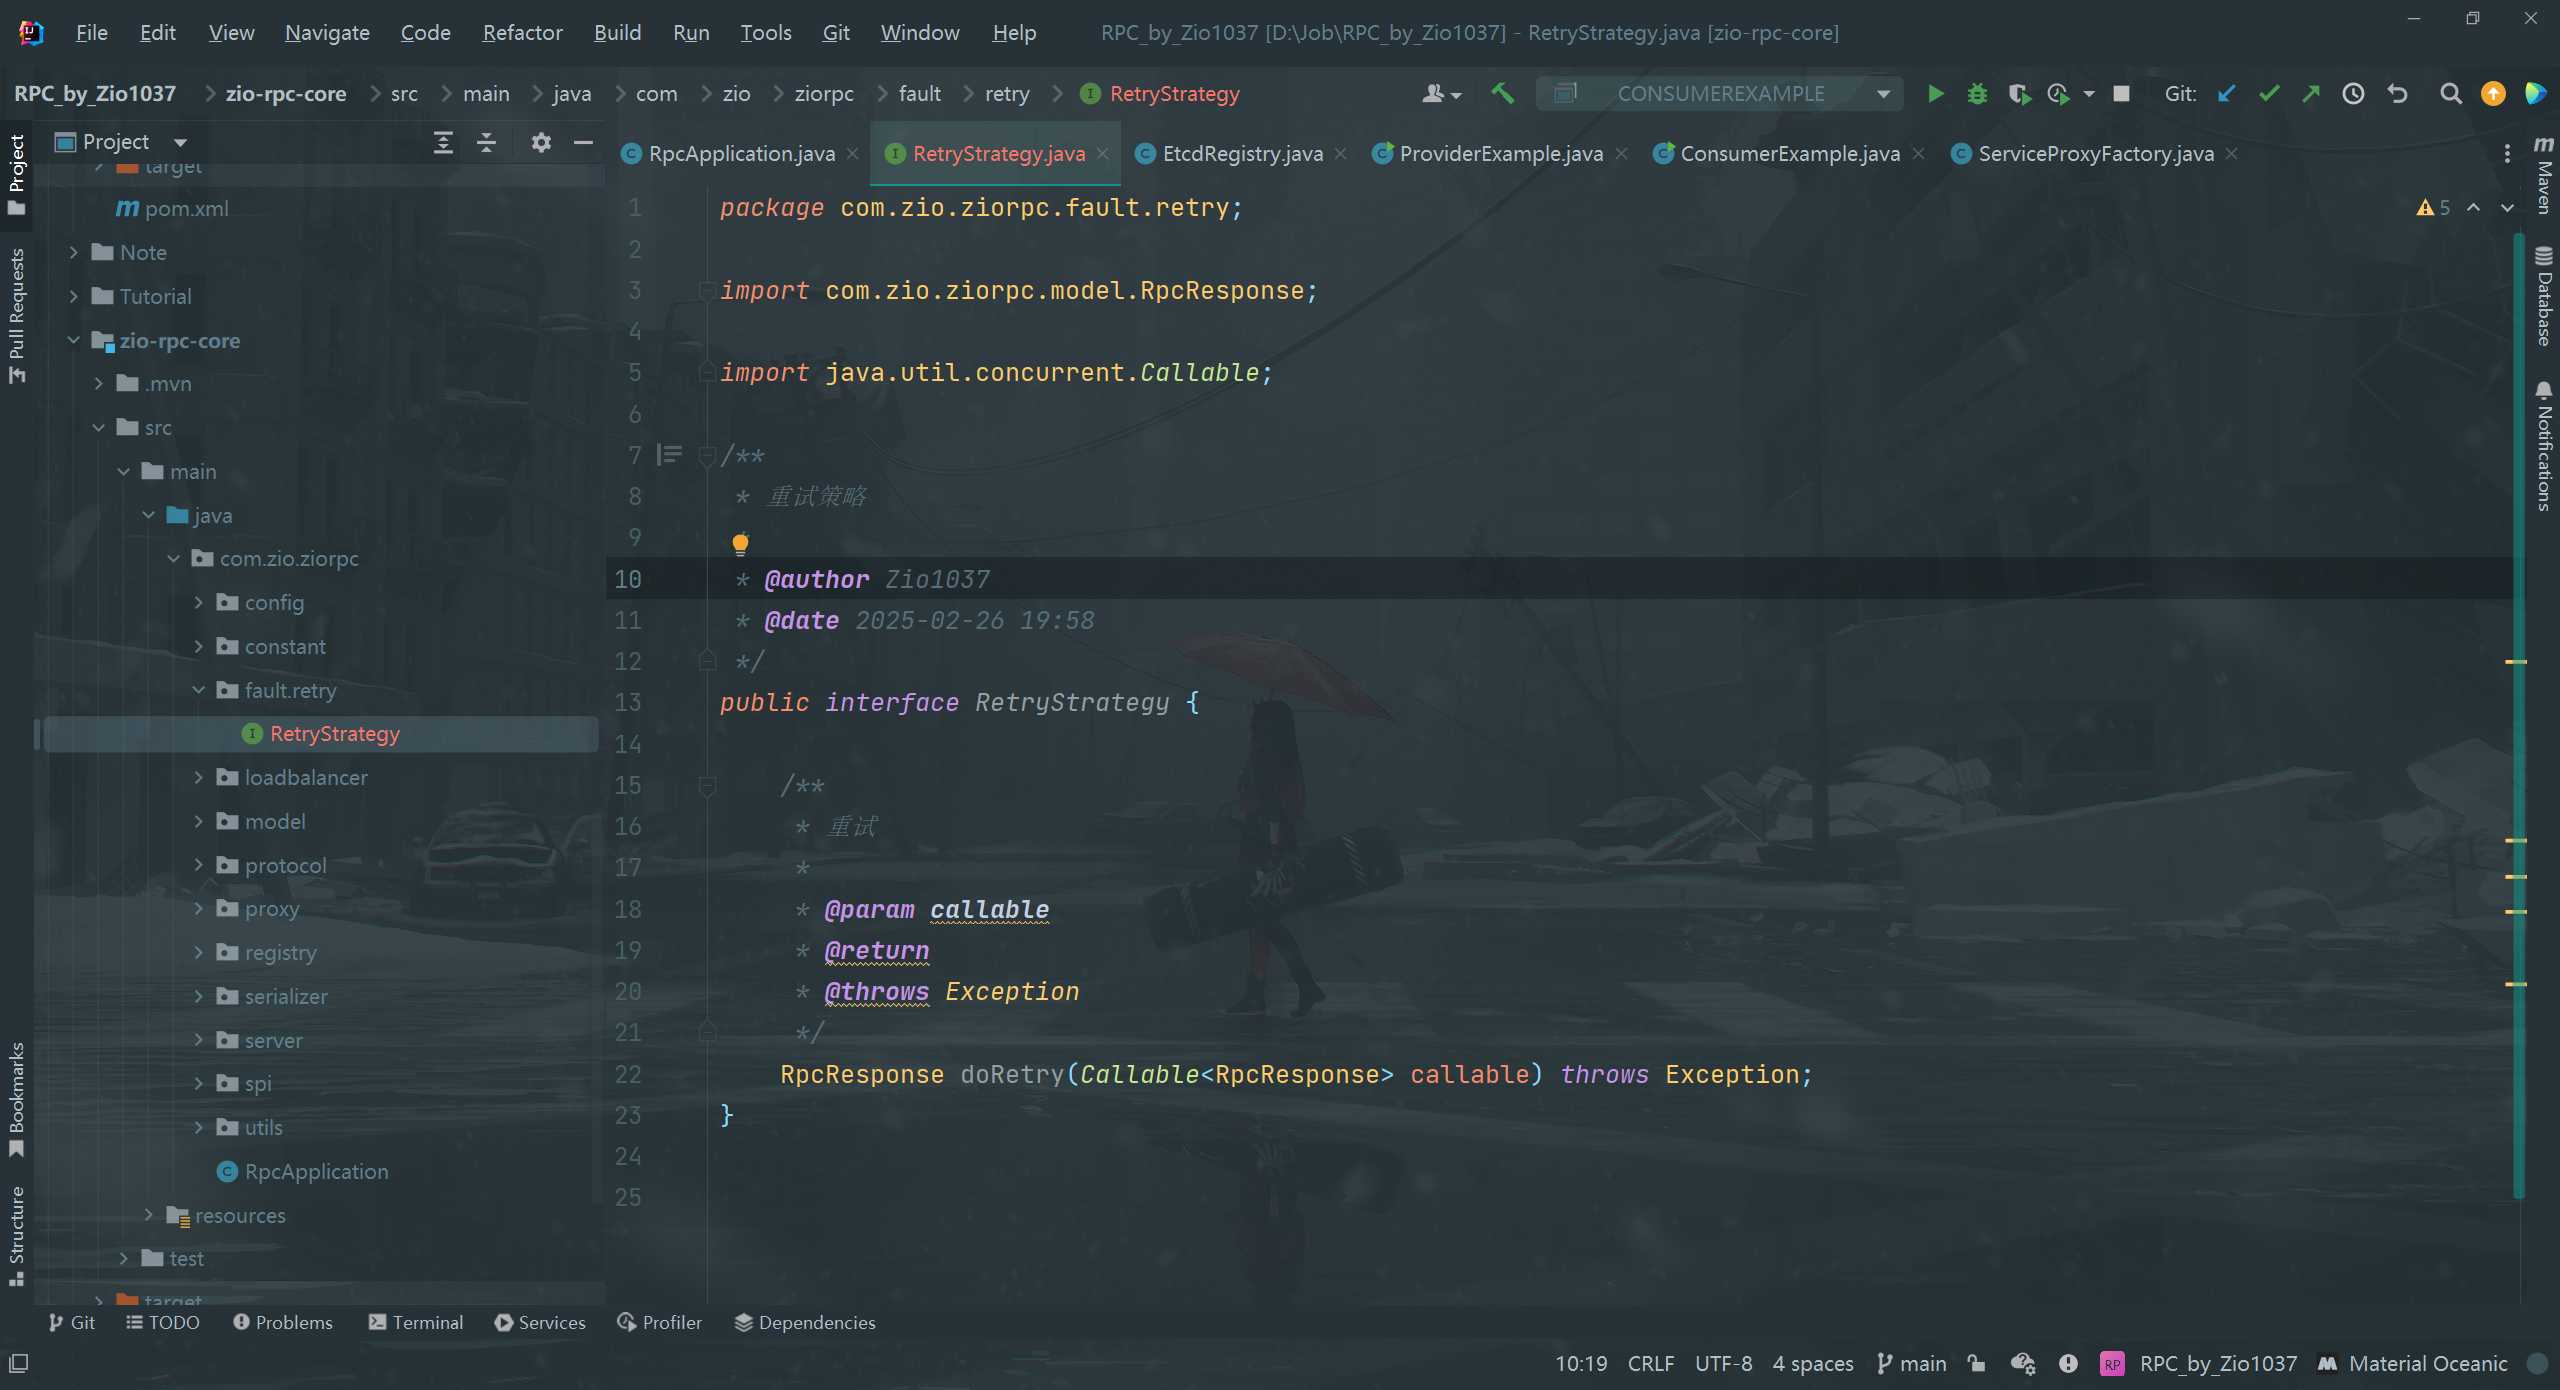 File Edit View Navigate Code Refactor Build Run Tools Git Window Help RPC_by_Zio1037 [D:\Job\RPC_by_Zio1037] - RetryStrategy.java [zio-rpc-core]
RPC_by_Zio1037 zio-rpc-core src main java com zio ziorpc fault retry RetryStrategy CONSUMEREXAMPLE Git:
Project
RpcApplication.java RetryStrategy.java EtcdRegistry.java ProviderExample.java ConsumerExample.java ServiceProxyFactory.java
Project
Pull Requests
Bookmarks
Structure
target
pom.xml
Note
Tutorial
zio-rpc-core
.mvn
src
main
java
com.zio.ziorpc
config
constant
fault.retry
RetryStrategy
loadbalancer
model
protocol
proxy
registry
serializer
server
spi
utils
RpcApplication
resources
test
target
1 package com.zio.ziorpc.fault.retry;
2
3 import com.zio.ziorpc.model.RpcResponse;
4
5 import java.util.concurrent.Callable;
6
7 /**
8 * 重试策略
9
10 * @author Zio1037
11 * @date 2025-02-26 19:58
12 */
13 public interface RetryStrategy {
14
15 /**
16 * 重试
17 *
18 * @param callable
19 * @return
20 * @throws Exception
21 */
22 RpcResponse doRetry(Callable<RpcResponse> callable) throws Exception;
23 }
24
25
5
Maven
Database
Notifications
Git TODO Problems Terminal Services Profiler Dependencies
10:19 CRLF UTF-8 4 spaces main RP RPC_by_Zio1037 Material Oceanic